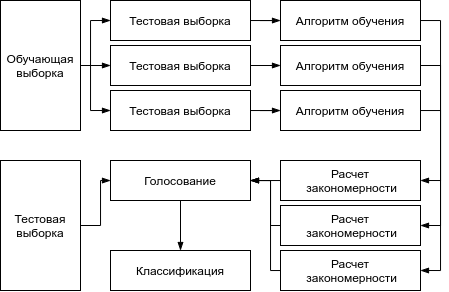 Обучающая
выборка
Тестовая выборка
Алгоритм обучения
Тестовая выборка
Алгоритм обучения
Тестовая выборка
Алгоритм обучения
Тестовая
выборка
Голосование
Расчет
закономерности
Расчет
закономерности
Классификация
Расчет
закономерности